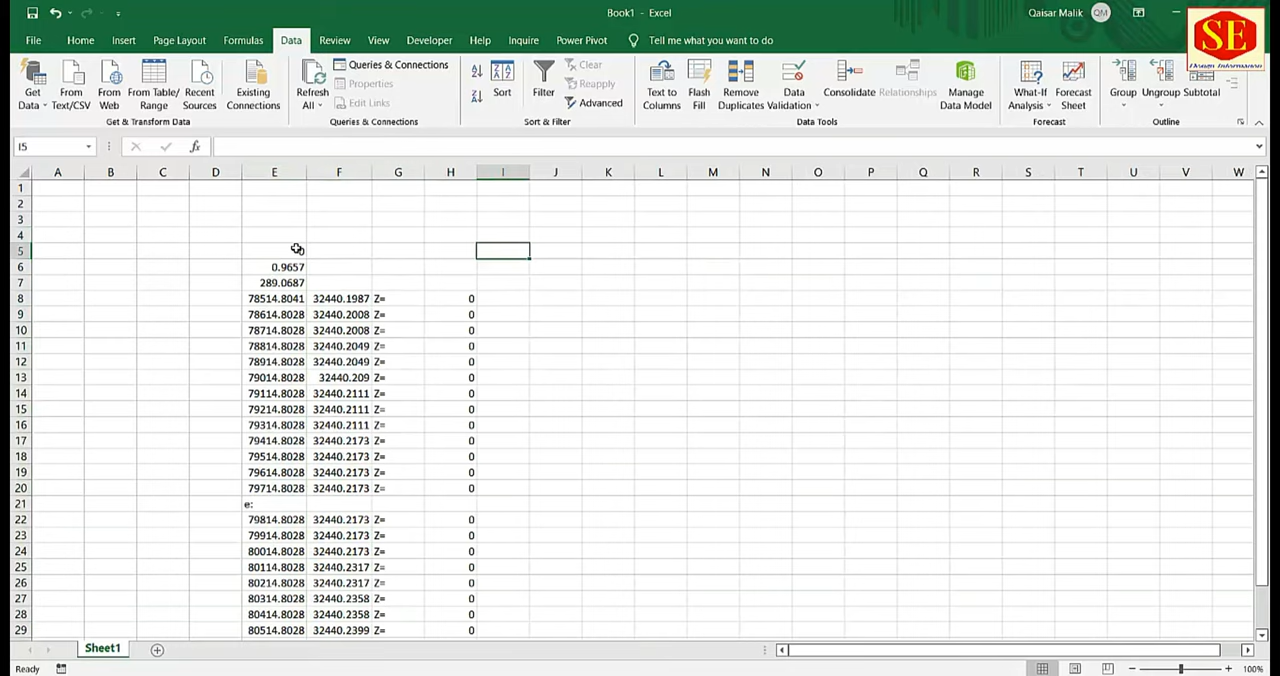 Book1 - Excel
Qaisar Malik QM
SE
Design Information
File Home Insert Page Layout Formulas Data Review View Developer Help Inquire Power Pivot Tell me what you want to do
Get Data
From Text/CSV
From Web
From Table/ Range
Recent Sources
Existing Connections
Get & Transform Data
Refresh All
Queries & Connections
Properties
Edit Links
Queries & Connections
Sort
Filter
Clear
Reapply
Advanced
Sort & Filter
Text to Columns
Flash Fill
Remove Duplicates
Data Validation
Consolidate
Relationships
Manage Data Model
Data Tools
What-If Analysis
Forecast Sheet
Forecast
Group
Ungroup
Subtotal
Outline
I5 fx
A B C D E F G H I J K L M N O P Q R S T U V W
1
2
3
4
5 0
6 0.9657
7 289.0687
8 78514.8041 32440.1987 Z= 0
9 78614.8028 32440.2008 Z= 0
10 78714.8028 32440.2008 Z= 0
11 78814.8028 32440.2049 Z= 0
12 78914.8028 32440.2049 Z= 0
13 79014.8028 32440.209 Z= 0
14 79114.8028 32440.2111 Z= 0
15 79214.8028 32440.2111 Z= 0
16 79314.8028 32440.2111 Z= 0
17 79414.8028 32440.2173 Z= 0
18 79514.8028 32440.2173 Z= 0
19 79614.8028 32440.2173 Z= 0
20 79714.8028 32440.2173 Z= 0
21 e:
22 79814.8028 32440.2173 Z= 0
23 79914.8028 32440.2173 Z= 0
24 80014.8028 32440.2173 Z= 0
25 80114.8028 32440.2317 Z= 0
26 80214.8028 32440.2317 Z= 0
27 80314.8028 32440.2358 Z= 0
28 80414.8028 32440.2358 Z= 0
29 80514.8028 32440.2399 Z= 0
Sheet1
Ready
100%